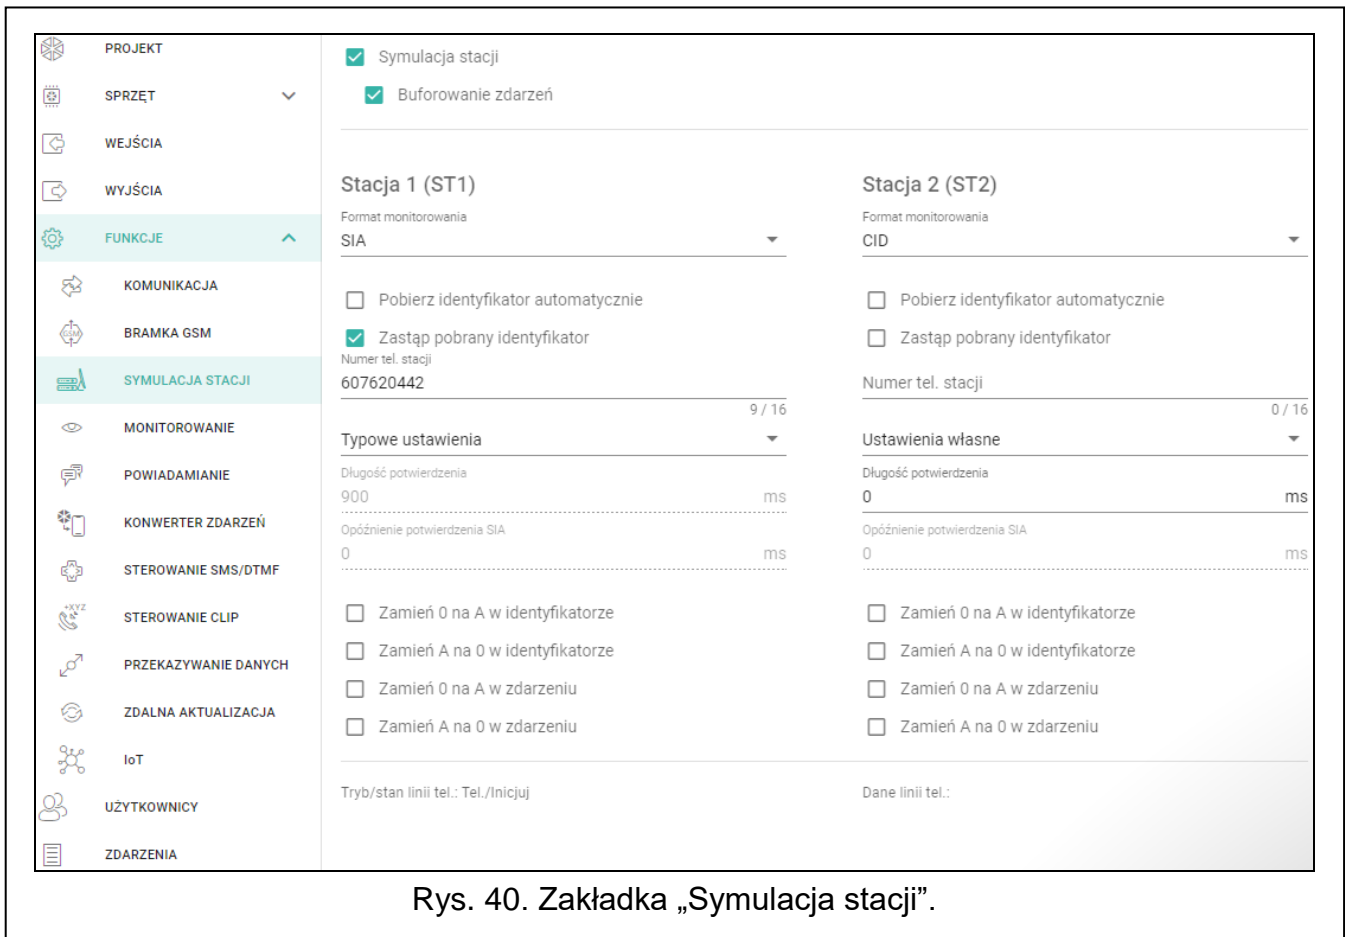 PROJEKT
SPRZĘT
WEJŚCIA
WYJŚCIA
FUNKCJE
KOMUNIKACJA
GSM
BRAMKA GSM
SYMULACJA STACJI
MONITOROWANIE
POWIADAMIANIE
KONWERTER ZDARZEŃ
STEROWANIE SMS/DTMF
+XYZ
STEROWANIE CLIP
PRZEKAZYWANIE DANYCH
ZDALNA AKTUALIZACJA
IoT
UŻYTKOWNICY
ZDARZENIA
Symulacja stacji
Buforowanie zdarzeń
Stacja 1 (ST1)
Format monitorowania
SIA
Pobierz identyfikator automatycznie
Zastąp pobrany identyfikator
Numer tel. stacji
607620442
9 / 16
Typowe ustawienia
Długość potwierdzenia
900 ms
Opóźnienie potwierdzenia SIA
0 ms
Zamień 0 na A w identyfikatorze
Zamień A na 0 w identyfikatorze
Zamień 0 na A w zdarzeniu
Zamień A na 0 w zdarzeniu
Tryb/stan linii tel.: Tel./Inicjuj
Stacja 2 (ST2)
Format monitorowania
CID
Pobierz identyfikator automatycznie
Zastąp pobrany identyfikator
Numer tel. stacji
0 / 16
Ustawienia własne
Długość potwierdzenia
0 ms
Opóźnienie potwierdzenia SIA
0 ms
Zamień 0 na A w identyfikatorze
Zamień A na 0 w identyfikatorze
Zamień 0 na A w zdarzeniu
Zamień A na 0 w zdarzeniu
Dane linii tel.:
Rys. 40. Zakładka „Symulacja stacji”.